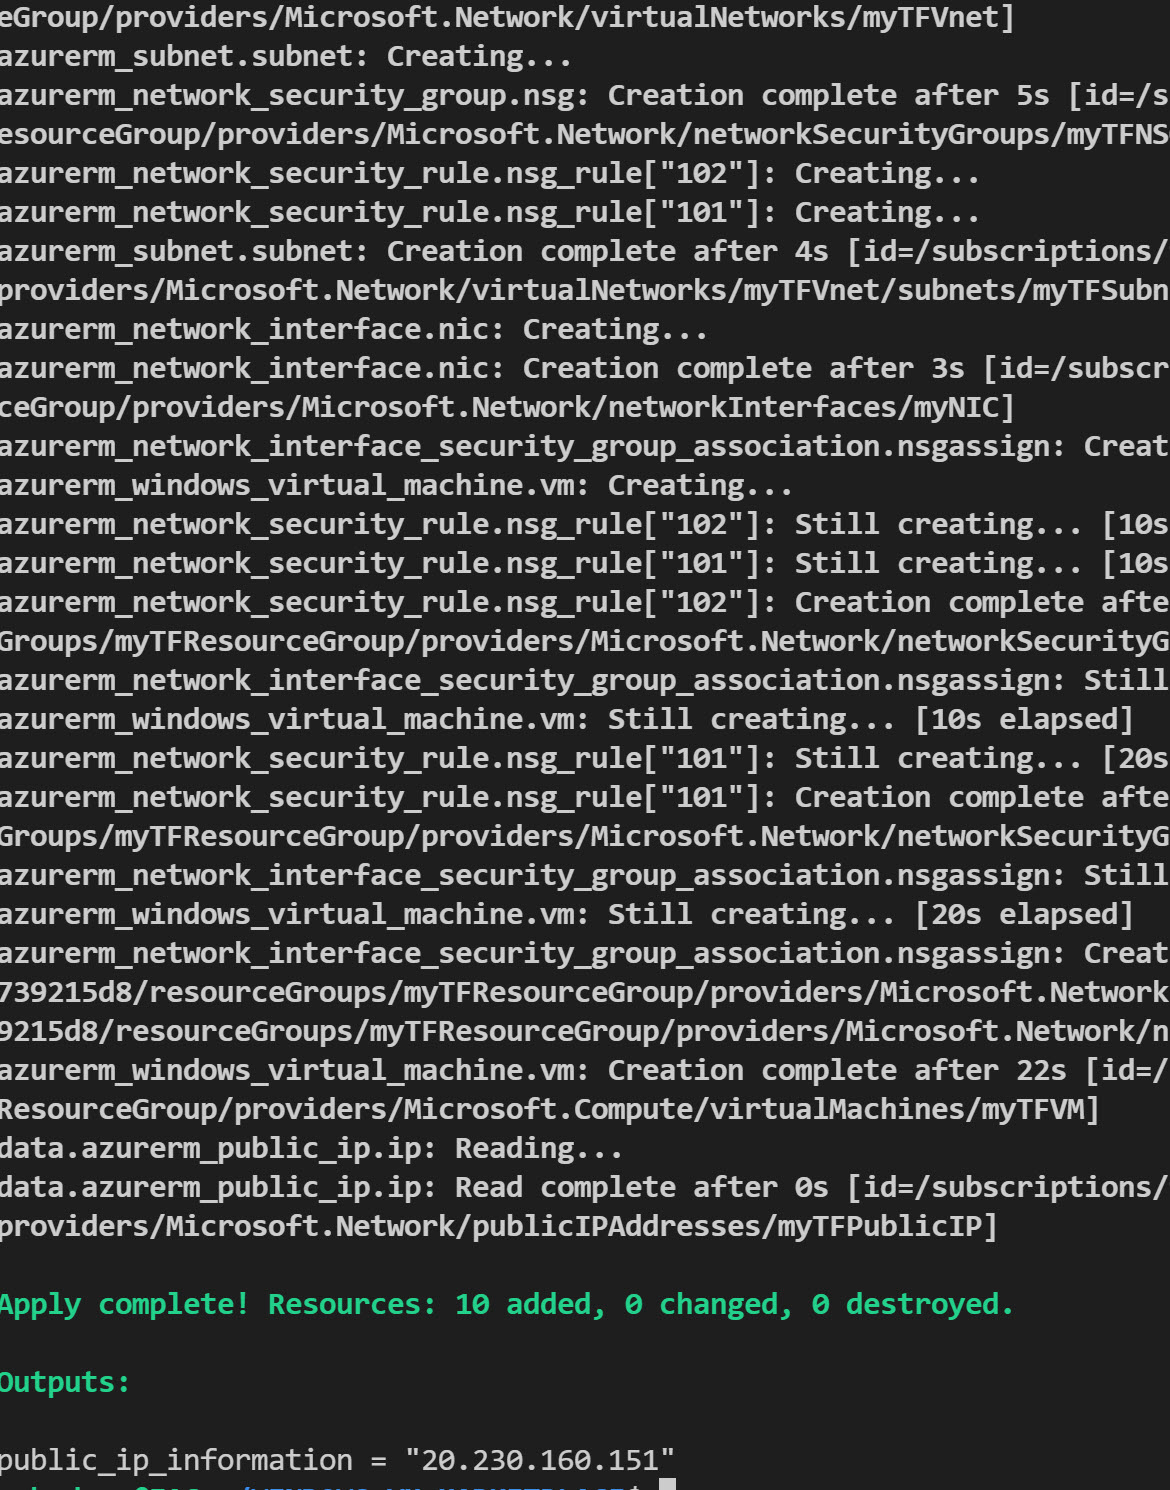 eGroup/providers/Microsoft.Network/virtualNetworks/myTFVnet]
azurerm_subnet.subnet: Creating...
azurerm_network_security_group.nsg: Creation complete after 5s [id=/s
esourceGroup/providers/Microsoft.Network/networkSecurityGroups/myTFNS
azurerm_network_security_rule.nsg_rule["102"]: Creating...
azurerm_network_security_rule.nsg_rule["101"]: Creating...
azurerm_subnet.subnet: Creation complete after 4s [id=/subscriptions/
providers/Microsoft.Network/virtualNetworks/myTFVnet/subnets/myTFSubn
azurerm_network_interface.nic: Creating...
azurerm_network_interface.nic: Creation complete after 3s [id=/subscr
ceGroup/providers/Microsoft.Network/networkInterfaces/myNIC]
azurerm_network_interface_security_group_association.nsgassign: Creat
azurerm_windows_virtual_machine.vm: Creating...
azurerm_network_security_rule.nsg_rule["102"]: Still creating... [10s
azurerm_network_security_rule.nsg_rule["101"]: Still creating... [10s
azurerm_network_security_rule.nsg_rule["102"]: Creation complete afte
Groups/myTFResourceGroup/providers/Microsoft.Network/networkSecurityG
azurerm_network_interface_security_group_association.nsgassign: Still
azurerm_windows_virtual_machine.vm: Still creating... [10s elapsed]
azurerm_network_security_rule.nsg_rule["101"]: Still creating... [20s
azurerm_network_security_rule.nsg_rule["101"]: Creation complete afte
Groups/myTFResourceGroup/providers/Microsoft.Network/networkSecurityG
azurerm_network_interface_security_group_association.nsgassign: Still
azurerm_windows_virtual_machine.vm: Still creating... [20s elapsed]
azurerm_network_interface_security_group_association.nsgassign: Creat
739215d8/resourceGroups/myTFResourceGroup/providers/Microsoft.Network
9215d8/resourceGroups/myTFResourceGroup/providers/Microsoft.Network/n
azurerm_windows_virtual_machine.vm: Creation complete after 22s [id=/
ResourceGroup/providers/Microsoft.Compute/virtualMachines/myTFVM]
data.azurerm_public_ip.ip: Reading...
data.azurerm_public_ip.ip: Read complete after 0s [id=/subscriptions/
providers/Microsoft.Network/publicIPAddresses/myTFPublicIP]
Apply complete! Resources: 10 added, 0 changed, 0 destroyed.
Outputs:
public_ip_information = "20.230.160.151"